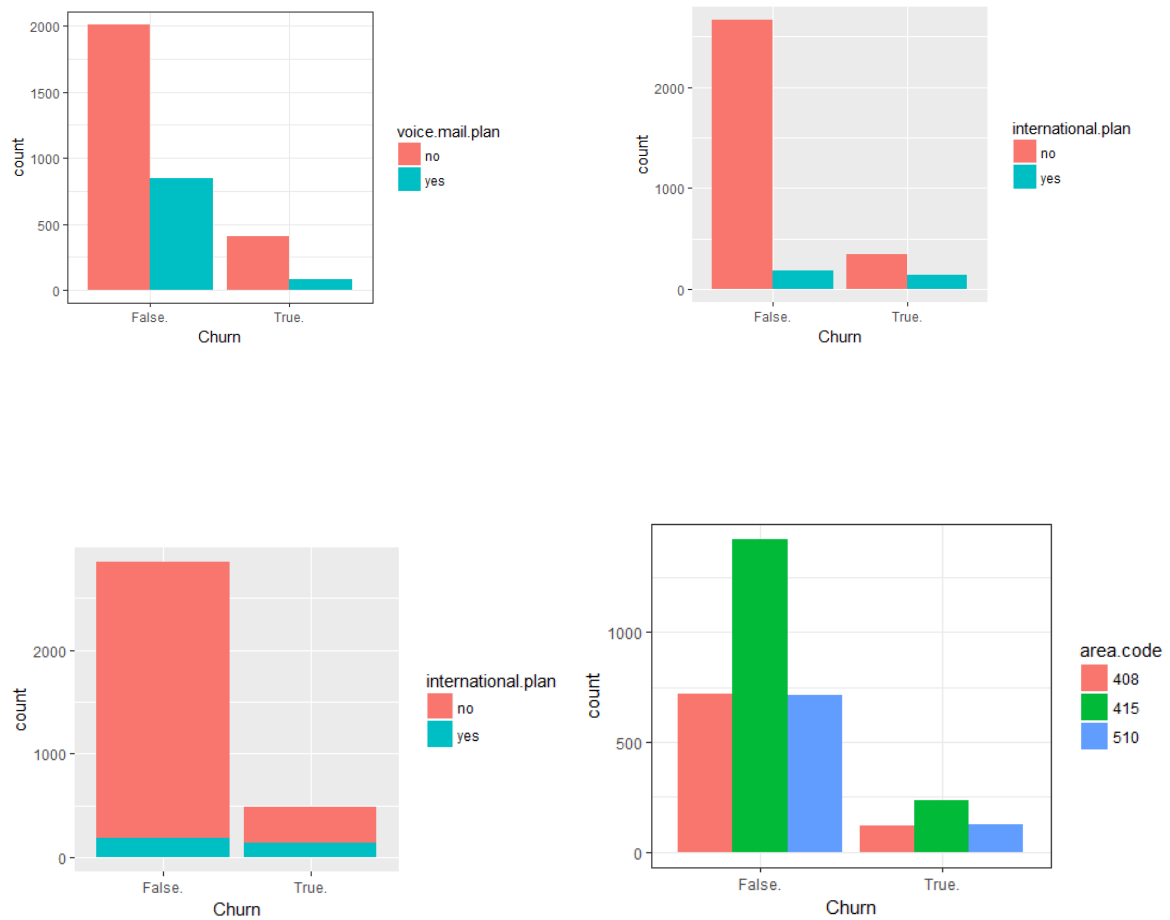 2000
1500
1000
500
0
count
False.
True.
Churn
voice.mail.plan
no
yes
2000
1000
0
count
False.
True.
Churn
international.plan
no
yes
2000
1000
0
count
False.
True.
Churn
international.plan
no
yes
1000
500
0
count
False.
True.
Churn
area.code
408
415
510